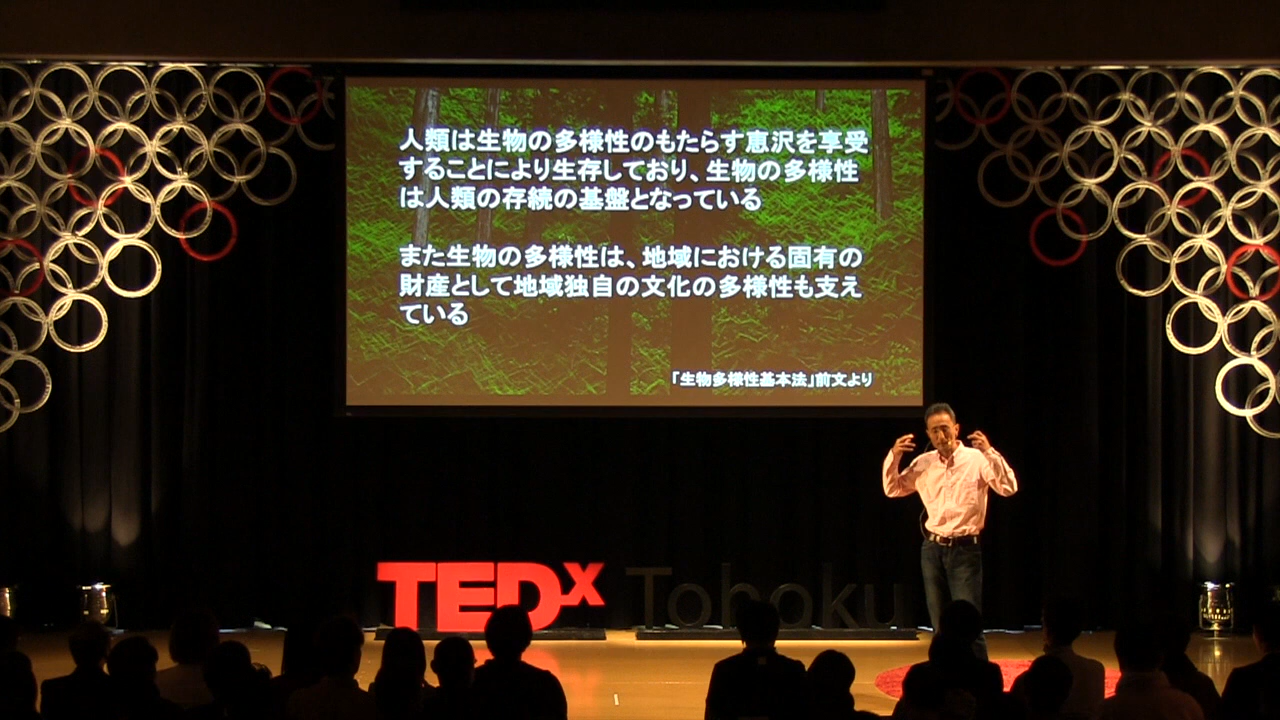 人類は生物の多様性のもたらす恵沢を享受
することにより生存しており、生物の多様性
は人類の存続の基盤となっている
また生物の多様性は、地域における固有の
財産として地域独自の文化の多様性も支え
ている
「生物多様性基本法」前文より
TEDx Tohoku